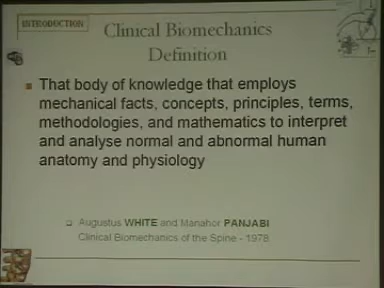 INTRODUCTION
Clinical Biomechanics
Definition
That body of knowledge that employs
mechanical facts, concepts, principles, terms,
methodologies, and mathematics to interpret
and analyse normal and abnormal human
anatomy and physiology
Augustus WHITE and Manahor PANJABI
Clinical Biomechanics of the Spine - 1978